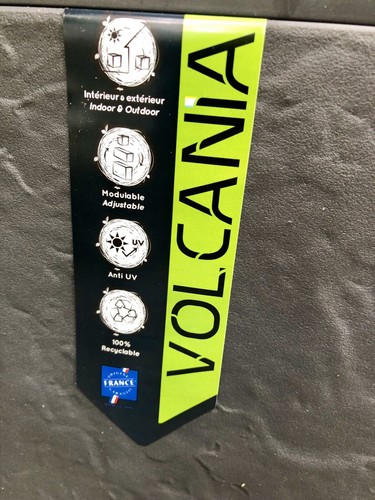 Intérieur & extérieur
Indoor & Outdoor
Modulable
Adjustable
UV
Anti UV
100%
Recyclable
FRANCE
VOLCANIA